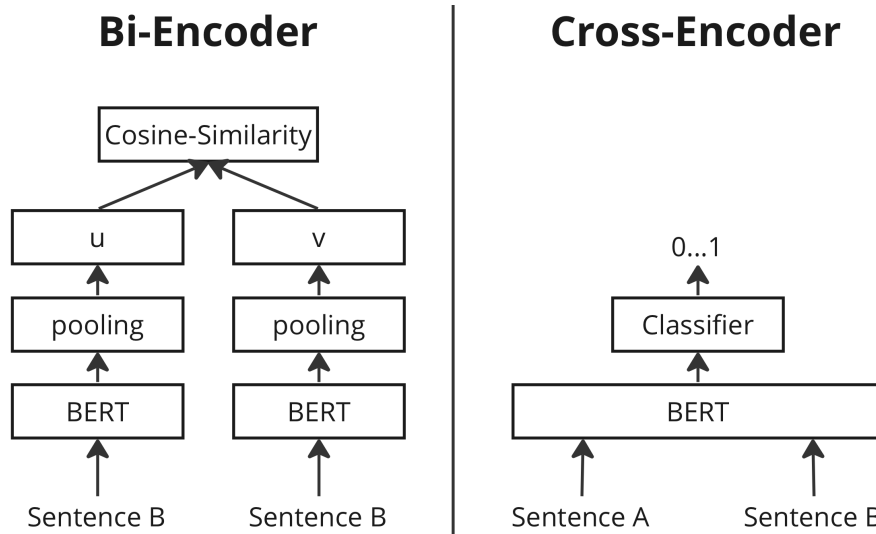 Bi-Encoder
Cosine-Similarity
u
v
pooling
pooling
BERT
BERT
Sentence B
Sentence B
Cross-Encoder
0...1
Classifier
BERT
Sentence A
Sentence B